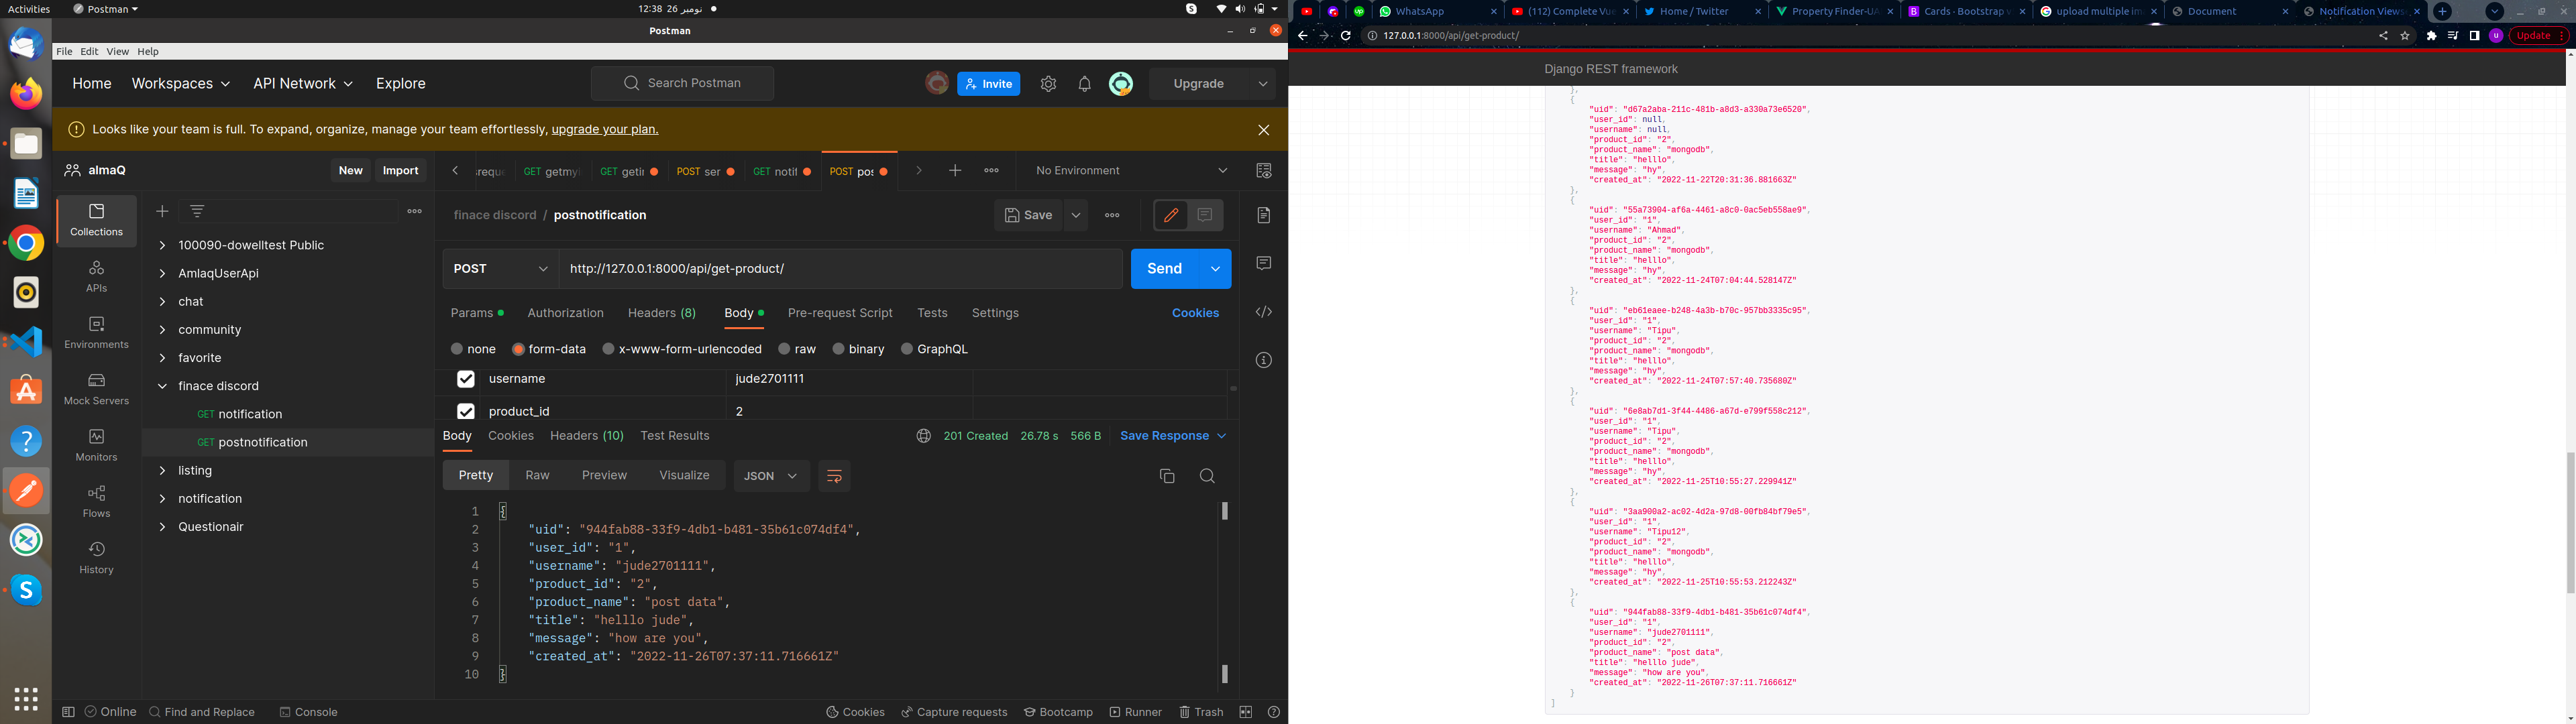 Activities
Postman
12:38 26 نومبر
Postman
File Edit View Help
Home Workspaces API Network Explore
Search Postman
Invite
Upgrade
Looks like your team is full. To expand, organize, manage your team effortlessly, upgrade your plan.
almaQ
New Import
GET getmyi GET getir POST ser GET notif POST pos
No Environment
finace discord / postnotification
Save
Collections
APIs
Environments
Mock Servers
Monitors
Flows
History
100090-dowelltest Public
AmlaqUserApi
chat
community
favorite
finace discord
GET notification
GET postnotification
listing
notification
Questionair
POST http://127.0.0.1:8000/api/get-product/ Send
Params Authorization Headers (8) Body Pre-request Script Tests Settings Cookies
none form-data x-www-form-urlencoded raw binary GraphQL
username jude2701111
product_id 2
Body Cookies Headers (10) Test Results 201 Created 26.78 s 566 B Save Response
Pretty Raw Preview Visualize JSON
1 {
2 "uid": "944fab88-33f9-4db1-b481-35b61c074df4",
3 "user_id": "1",
4 "username": "jude2701111",
5 "product_id": "2",
6 "product_name": "post data",
7 "title": "helllo jude",
8 "message": "how are you",
9 "created_at": "2022-11-26T07:37:11.716661Z"
10 }
Online Find and Replace Console
Cookies Capture requests Bootcamp Runner Trash
WhatsApp (112) Complete Vue Home / Twitter Property Finder-UA Cards · Bootstrap v upload multiple im Document Notification Views
127.0.0.1:8000/api/get-product/
u Update
Django REST framework
},
{
"uid": "d67a2aba-211c-481b-a8d3-a330a73e6520",
"user_id": null,
"username": null,
"product_id": "2",
"product_name": "mongodb",
"title": "helllo",
"message": "hy",
"created_at": "2022-11-22T20:31:36.881663Z"
},
{
"uid": "55a73904-af6a-4461-a8c0-0ac5eb558ae9",
"user_id": "1",
"username": "Ahmad",
"product_id": "2",
"product_name": "mongodb",
"title": "helllo",
"message": "hy",
"created_at": "2022-11-24T07:04:44.528147Z"
},
{
"uid": "eb61eaee-b248-4a3b-b70c-957bb3335c95",
"user_id": "1",
"username": "Tipu",
"product_id": "2",
"product_name": "mongodb",
"title": "helllo",
"message": "hy",
"created_at": "2022-11-24T07:57:40.735680Z"
},
{
"uid": "6e8ab7d1-3f44-4486-a67d-e799f558c212",
"user_id": "1",
"username": "Tipu",
"product_id": "2",
"product_name": "mongodb",
"title": "helllo",
"message": "hy",
"created_at": "2022-11-25T10:55:27.229941Z"
},
{
"uid": "3aa900a2-ac02-4d2a-97d8-00fb84bf79e5",
"user_id": "1",
"username": "Tipu12",
"product_id": "2",
"product_name": "mongodb",
"title": "helllo",
"message": "hy",
"created_at": "2022-11-25T10:55:53.212243Z"
},
{
"uid": "944fab88-33f9-4db1-b481-35b61c074df4",
"user_id": "1",
"username": "jude2701111",
"product_id": "2",
"product_name": "post data",
"title": "helllo jude",
"message": "how are you",
"created_at": "2022-11-26T07:37:11.716661Z"
}
]